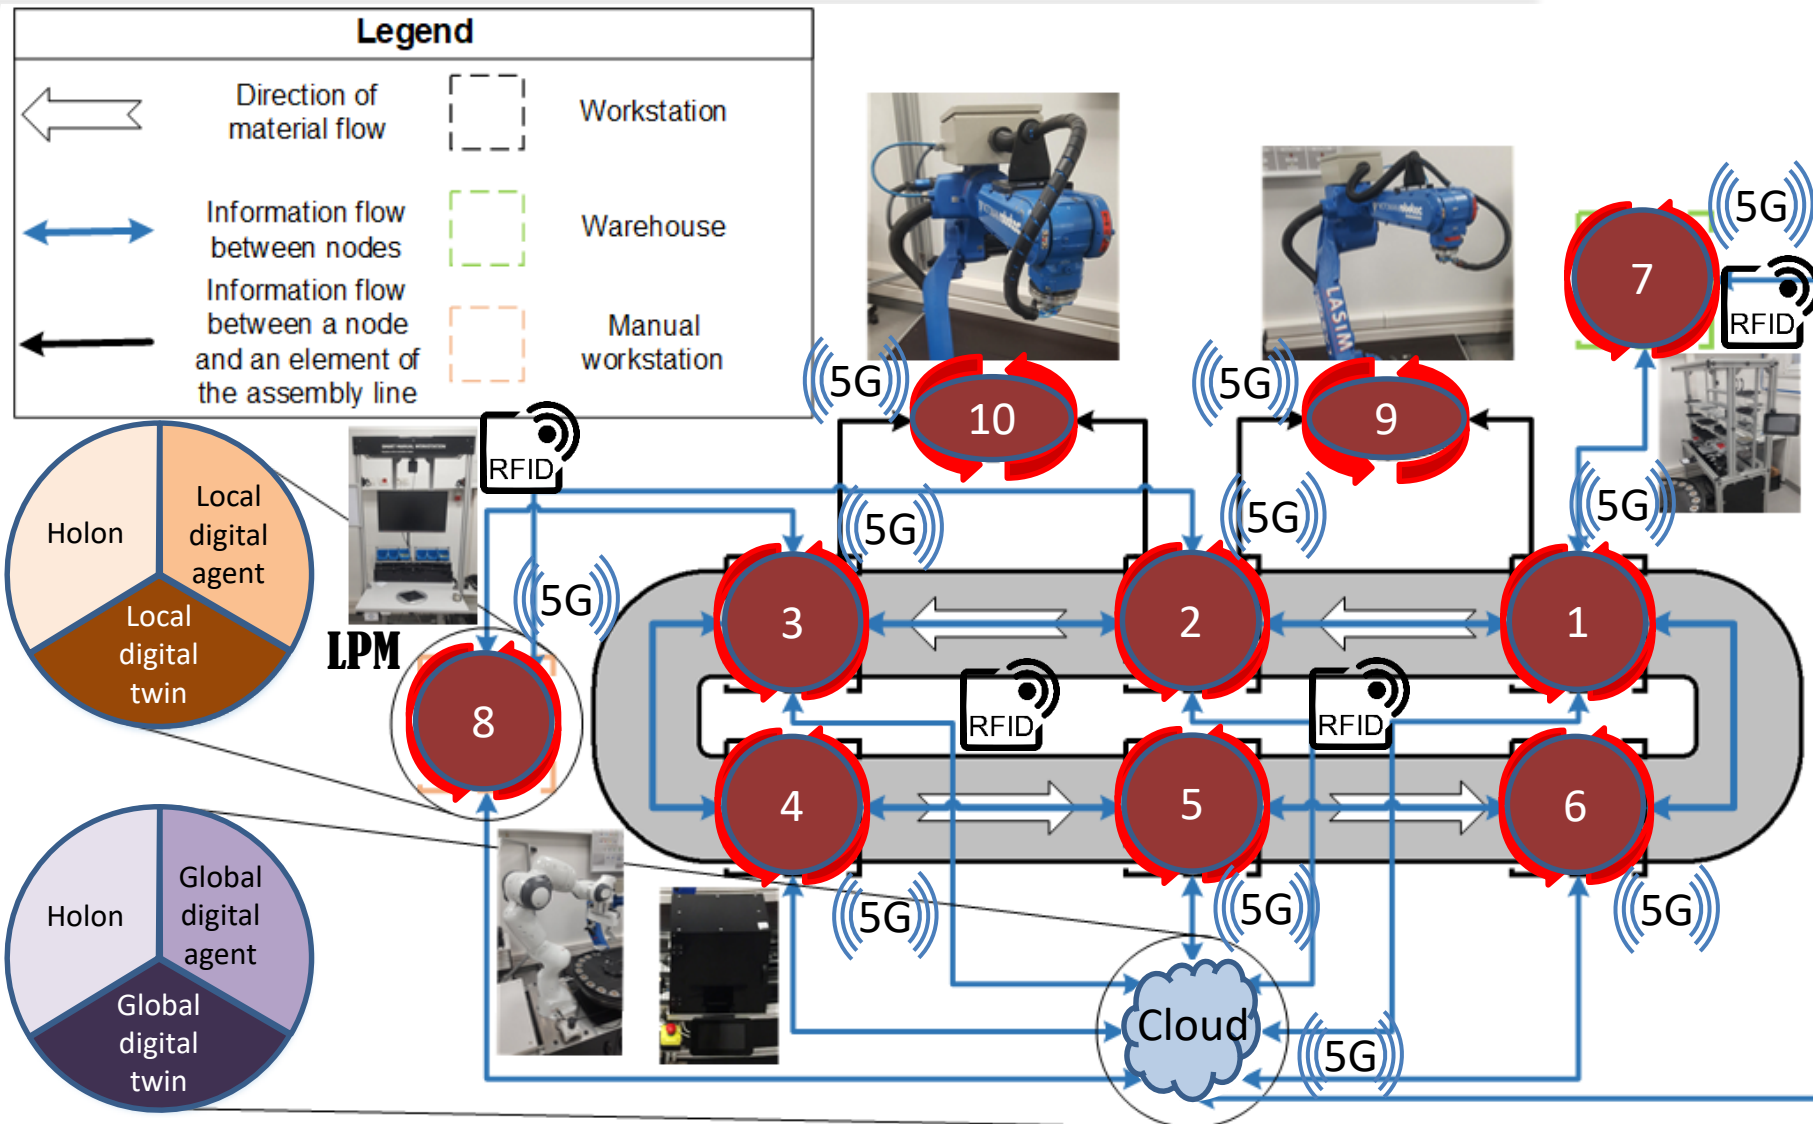 Legend
Direction of
material flow
Workstation
Information flow
between nodes
Warehouse
Information flow
between a node
and an element of
the assembly line
Manual
workstation
5G
RFID
7
5G
10
5G
9
RFID
Holon
Local
digital
agent
Local
digital
twin
LASIM
5G
5G
5G
5G
LPM
3
2
1
8
RFID
RFID
4
5
6
Holon
Global
digital
agent
Global
digital
twin
5G
5G
5G
Cloud
5G